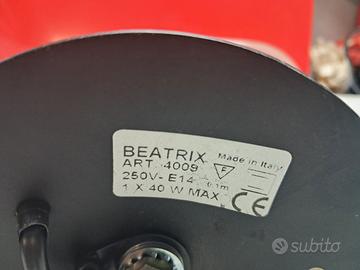 BEATRIX
Made in Italy
ART. 4009
F
250V- E14
0,1m
1 X 40 W MAX
CE
subito